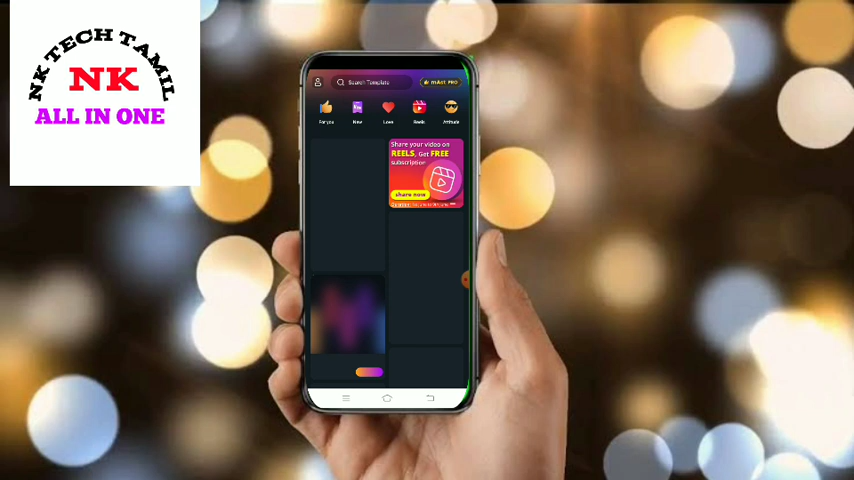 NK TECH TAMIL
NK
ALL IN ONE
Search Template
mAst PRO
For you
New
Love
Reels
Attitude
Share your video on
REELS, Get FREE
subscription
share now